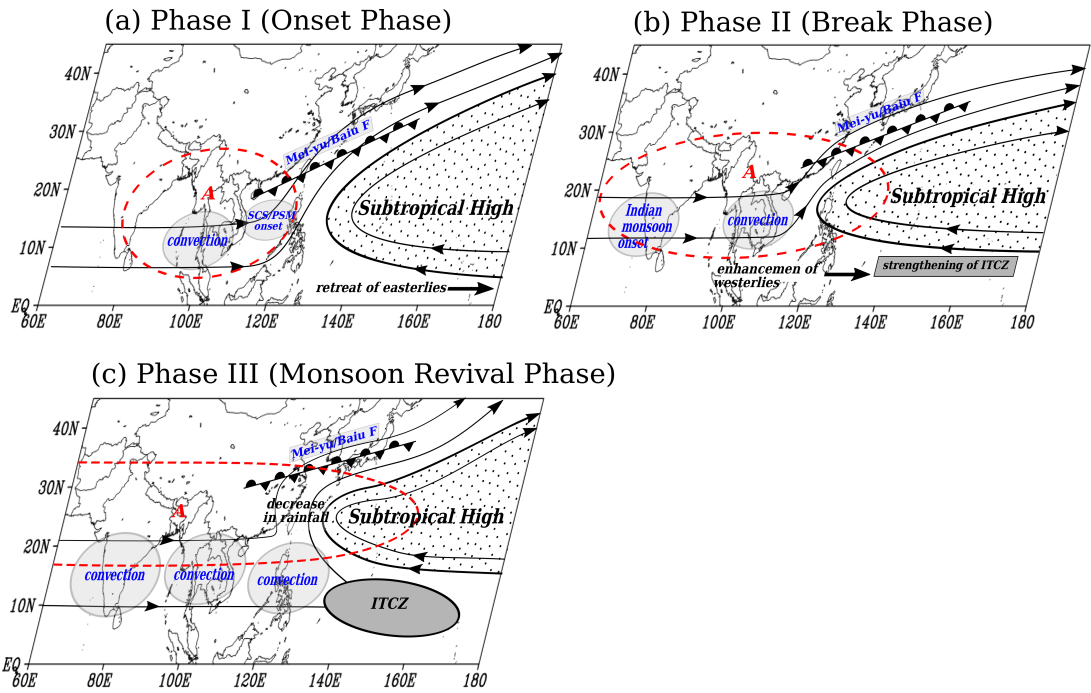 (a) Phase I (Onset Phase)
40N
30N
20N
10N
EQ
60E 80E 100E 120E 140E 160E 180
Mei-yu/Baiu F
A
SCS/PSM
onset
convection
Subtropical High
retreat of easterlies
(b) Phase II (Break Phase)
40N
30N
20N
10N
EQ
60E 80E 100E 120E 140E 160E 180
Mei-yu/Baiu F
A
Indian
monsoon
onset
convection
Subtropical High
enhancemen of
westerlies
strengthening of ITCZ
(c) Phase III (Monsoon Revival Phase)
40N
30N
20N
10N
EQ
60E 80E 100E 120E 140E 160E 180
Mei-yu/Baiu F
A
decrease
in rainfall
Subtropical High
convection
convection
convection
ITCZ